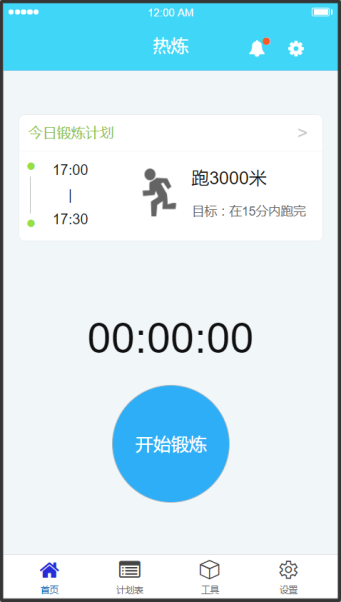 12:00 AM
热炼
今日锻炼计划 >
17:00
跑3000米
17:30
目标：在15分内跑完
00:00:00
开始锻炼
首页 计划表 工具 设置